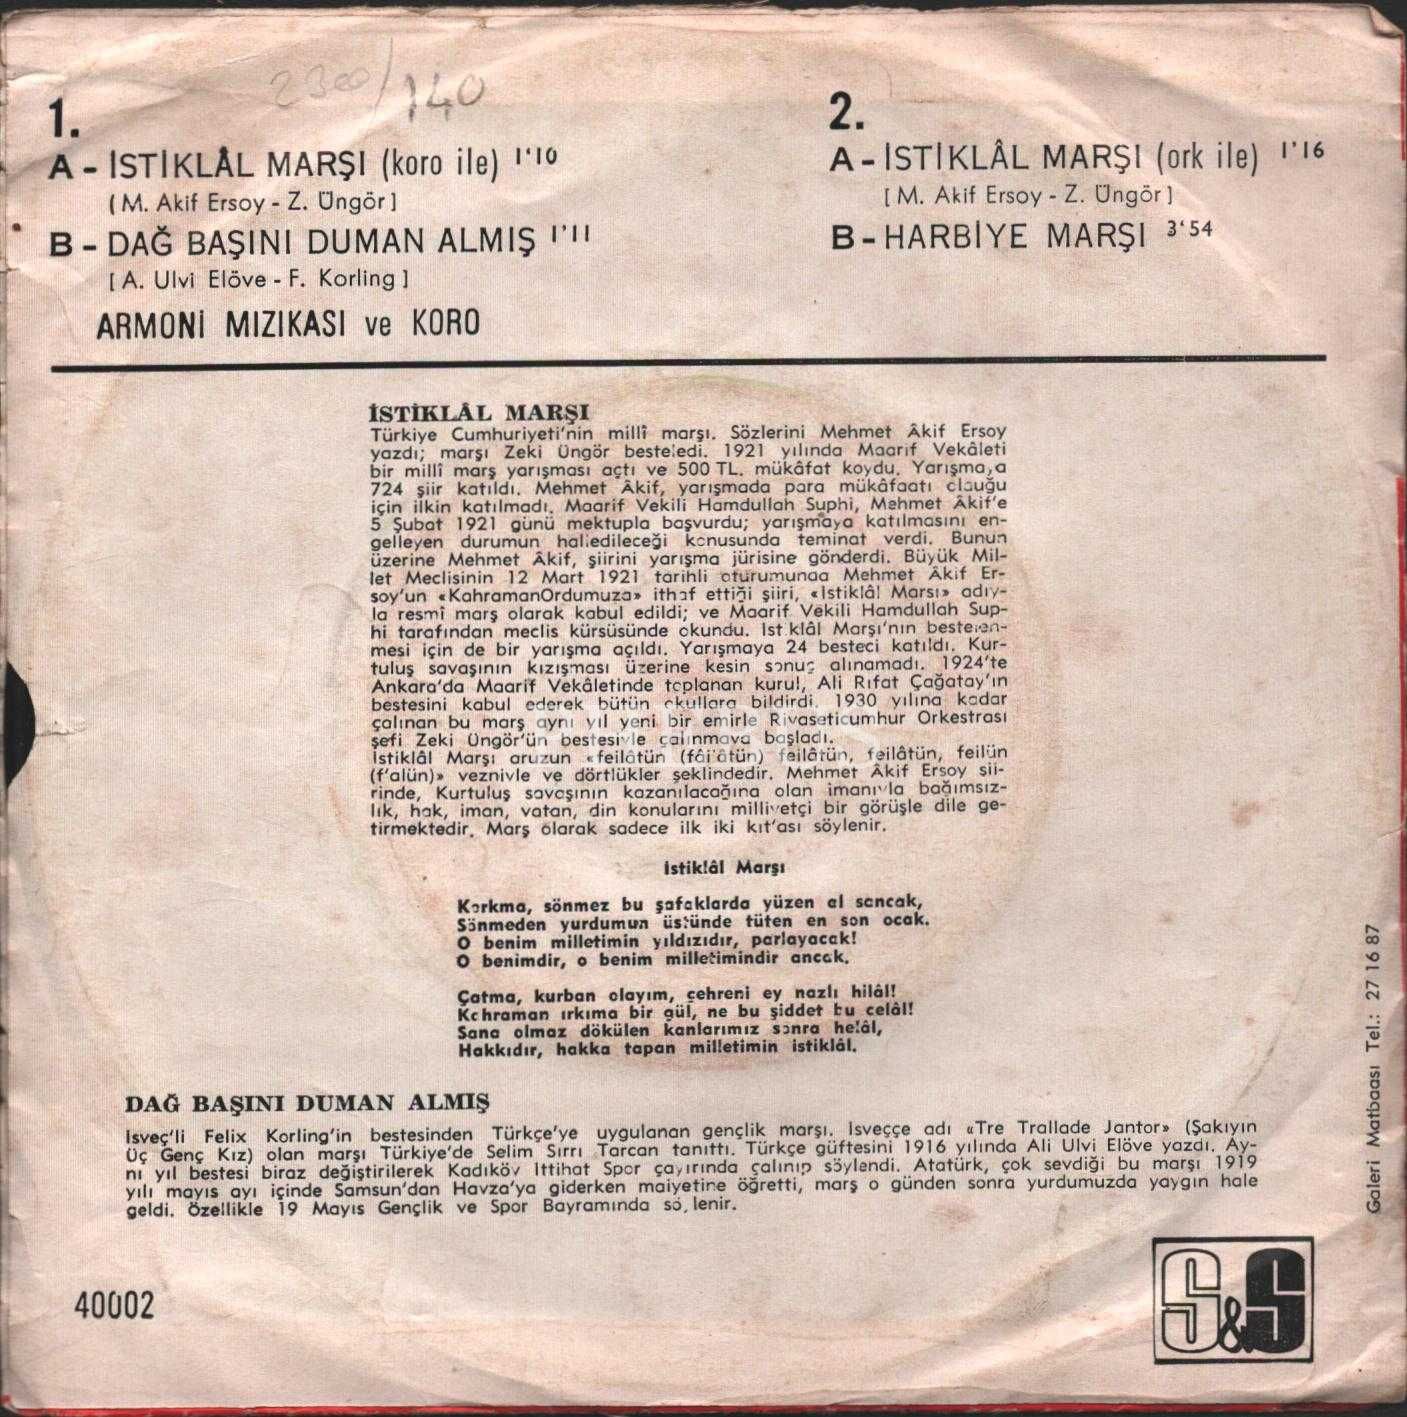 2300/140
1.
A - İSTİKLÂL MARŞI (koro ile) 1'10
(M. Akif Ersoy - Z. Üngör]
B - DAĞ BAŞINI DUMAN ALMIŞ 1'11
[A. Ulvi Elöve - F. Korling]
ARMONİ MIZIKASI ve KORO
2.
A - İSTİKLÂL MARŞI (ork ile) 1'16
[M. Akif Ersoy - Z. Üngör]
B - HARBİYE MARŞI 3'54
İSTİKLÂL MARŞI
Türkiye Cumhuriyeti'nin millî marşı. Sözlerini Mehmet Âkif Ersoy
yazdı; marşı Zeki Üngör besteledi. 1921 yılında Maarif Vekâleti
bir millî marş yarışması açtı ve 500 TL. mükâfat koydu. Yarışmaya
724 şiir katıldı. Mehmet Âkif, yarışmada para mükâfaatı olduğu
için ilkin katılmadı. Maarif Vekili Hamdullah Suphi, Mehmet Âkif'e
5 Şubat 1921 günü mektupla başvurdu; yarışmaya katılmasını en-
gelleyen durumun halledileceği konusunda teminat verdi. Bunun
üzerine Mehmet Âkif, şiirini yarışma jürisine gönderdi. Büyük Mil-
let Meclisinin 12 Mart 1921 tarihli oturumunda Mehmet Âkif Er-
soy'un «KahramanOrdumuza» ithaf ettiği şiiri, «İstiklâl Marsı» adıy-
la resmî marş olarak kabul edildi; ve Maarif Vekili Hamdullah Sup-
hi tarafından meclis kürsüsünde okundu. İstiklâl Marşı'nın bestelen-
mesi için de bir yarışma açıldı. Yarışmaya 24 besteci katıldı. Kur-
tuluş savaşının kızışması üzerine kesin sonuç alınamadı. 1924'te
Ankara'da Maarif Vekâletinde toplanan kurul, Ali Rıfat Çağatay'ın
bestesini kabul ederek bütün okullara bildirdi. 1930 yılına kadar
çalınan bu marş aynı yıl yeni bir emirle Riyaseticumhur Orkestrası
şefi Zeki Üngör'ün bestesiyle çalınmaya başladı.
İstiklâl Marşı aruzun «feilâtün (fâi'âtün) feilâtün, feilâtün, feilün
(f'alün)» vezniyle ve dörtlükler şeklindedir. Mehmet Âkif Ersoy şii-
rinde, Kurtuluş savaşının kazanılacağına olan imanıyla bağımsız-
lık, hak, iman, vatan, din konularını milliyetçi bir görüşle dile ge-
tirmektedir. Marş olarak sadece ilk iki kıt'ası söylenir.
İstiklâl Marşı
Korkma, sönmez bu şafaklarda yüzen al sancak,
Sönmeden yurdumun üstünde tüten en son ocak.
O benim milletimin yıldızıdır, parlayacak!
O benimdir, o benim milletimindir ancak.
Çatma, kurban olayım, çehreni ey nazlı hilâl!
Kahraman ırkıma bir gül, ne bu şiddet bu celâl!
Sana olmaz dökülen kanlarımız sonra helâl,
Hakkıdır, hakka tapan milletimin istiklâl.
DAĞ BAŞINI DUMAN ALMIŞ
İsveç'li Felix Korling'in bestesinden Türkçe'ye uygulanan gençlik marşı. İsveççe adı «Tre Trallade Jantor» (Şakıyın
Üç Genç Kız) olan marşı Türkiye'de Selim Sırrı Tarcan tanıttı. Türkçe güftesini 1916 yılında Ali Ulvi Elöve yazdı. Ay-
nı yıl bestesi biraz değiştirilerek Kadıköy İttihat Spor çayırında çalınıp söylendi. Atatürk, çok sevdiği bu marşı 1919
yılı mayıs ayı içinde Samsun'dan Havza'ya giderken maiyetine öğretti, marş o günden sonra yurdumuzda yaygın hale
geldi. Özellikle 19 Mayıs Gençlik ve Spor Bayramında söylenir.
Galeri Matbaası Tel.: 27 16 87
40002
S&S